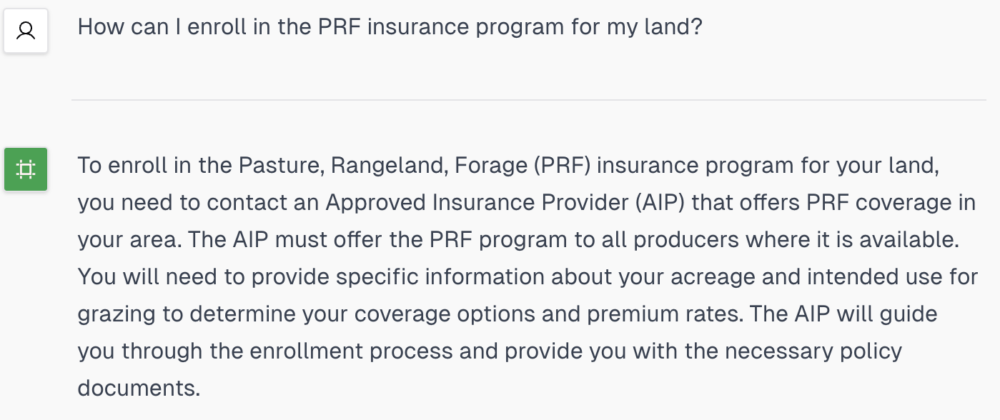 How can I enroll in the PRF insurance program for my land?
To enroll in the Pasture, Rangeland, Forage (PRF) insurance program for your land,
you need to contact an Approved Insurance Provider (AIP) that offers PRF coverage in
your area. The AIP must offer the PRF program to all producers where it is available.
You will need to provide specific information about your acreage and intended use for
grazing to determine your coverage options and premium rates. The AIP will guide
you through the enrollment process and provide you with the necessary policy
documents.